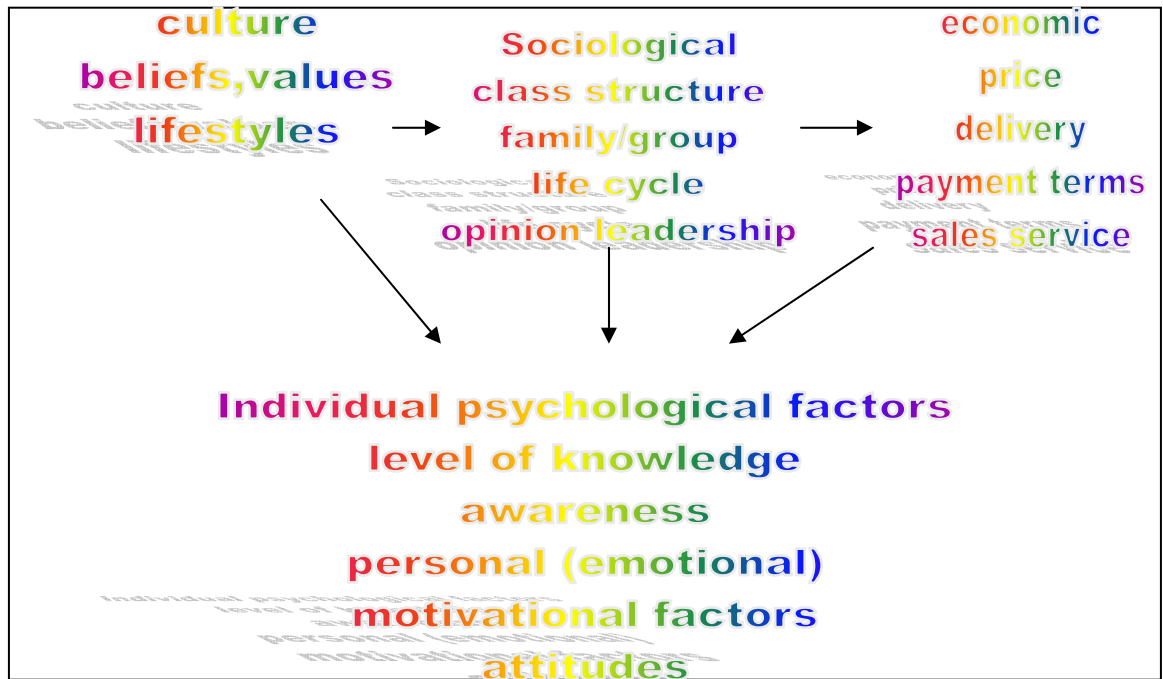 culture
beliefs,values
lifestyles
Sociological
class structure
family/group
life cycle
opinion leadership
economic
price
delivery
payment terms
sales service
Individual psychological factors
level of knowledge
awareness
personal (emotional)
motivational factors
attitudes